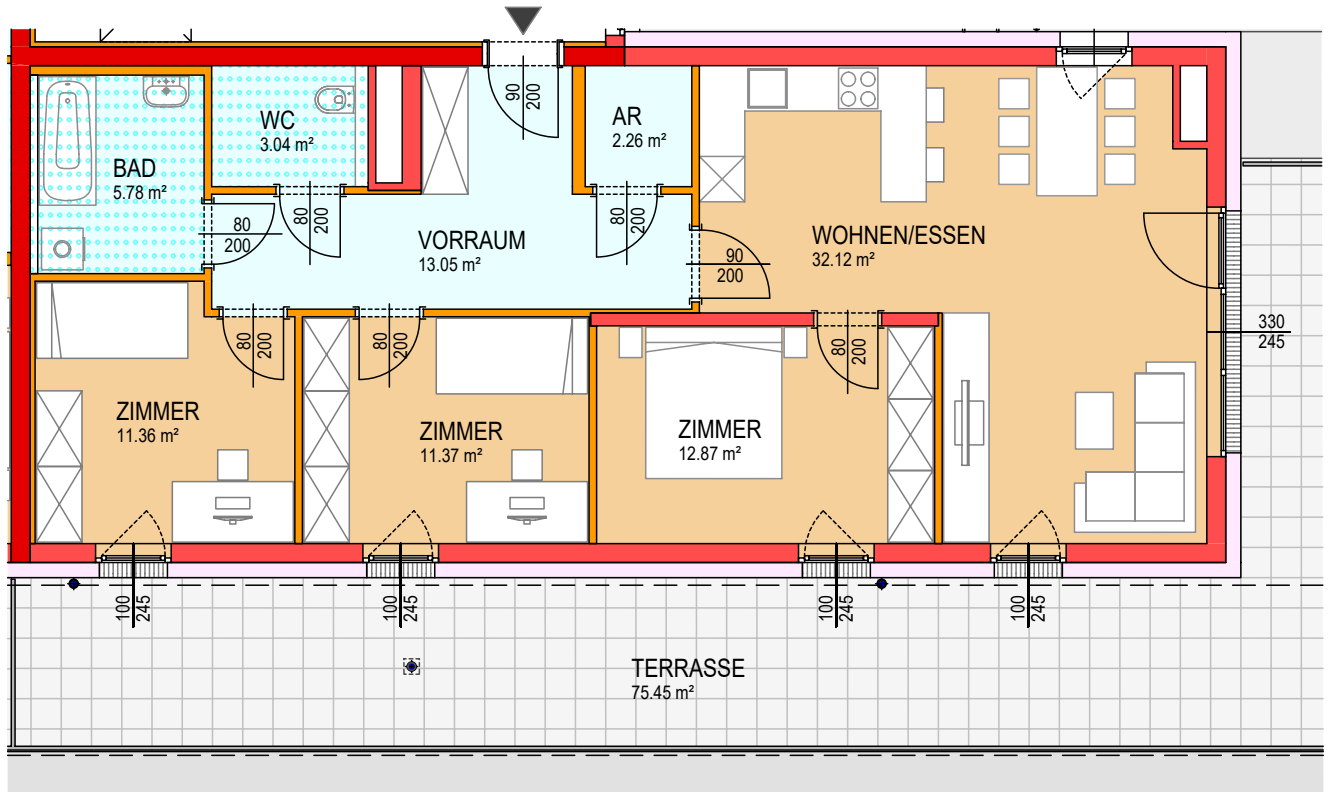 90
200
WC
3.04 m²
AR
2.26 m²
BAD
5.78 m²
80
200
80
200
80
200
VORRAUM
13.05 m²
WOHNEN/ESSEN
32.12 m²
90
200
330
245
80
200
80
200
80
200
ZIMMER
11.36 m²
ZIMMER
11.37 m²
ZIMMER
12.87 m²
100
245
100
245
100
245
100
245
TERRASSE
75.45 m²